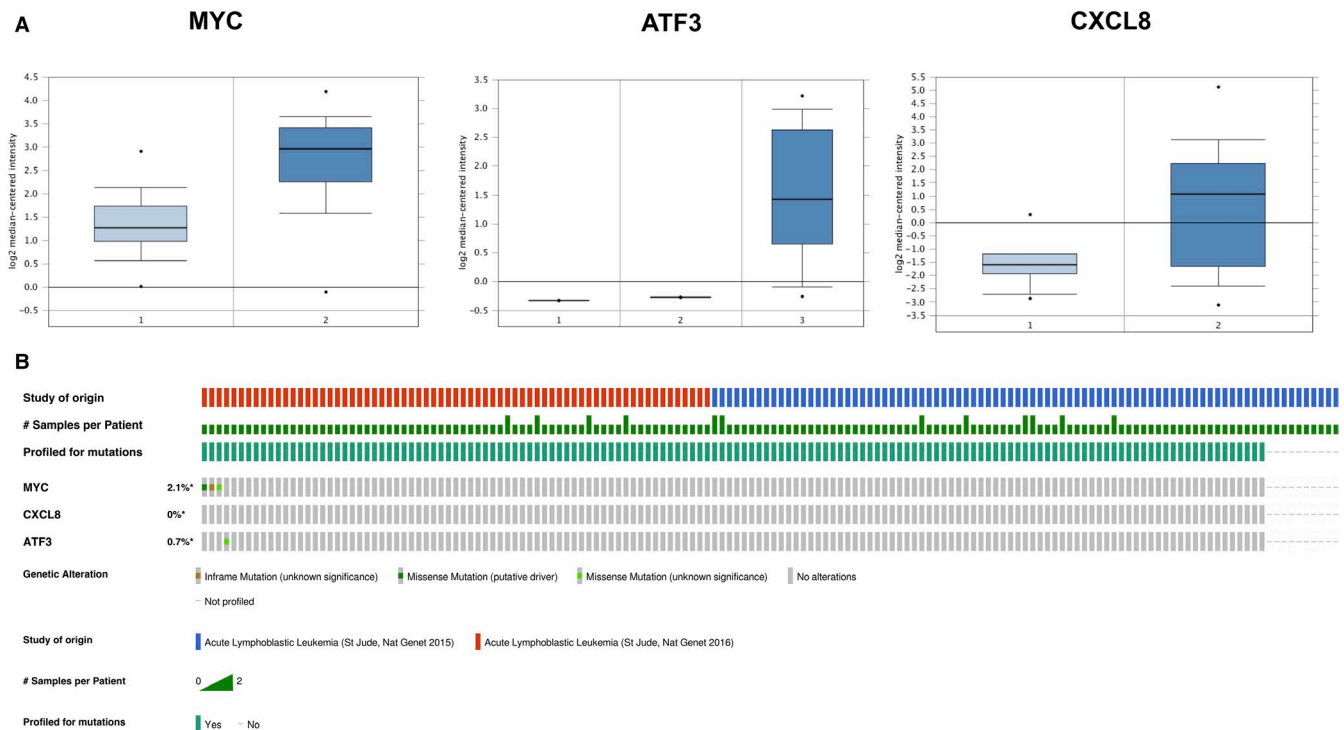 A
MYC
ATF3
CXCL8
log2 median-centered intensity
4.5
4.0
3.5
3.0
2.5
2.0
1.5
1.0
0.5
0.0
−0.5
1
2
log2 median-centered intensity
3.5
3.0
2.5
2.0
1.5
1.0
0.5
0.0
−0.5
1
2
3
log2 median-centered intensity
5.5
5.0
4.5
4.0
3.5
3.0
2.5
2.0
1.5
1.0
0.5
0.0
−0.5
−1.0
−1.5
−2.0
−2.5
−3.0
−3.5
1
2
B
Study of origin
# Samples per Patient
Profiled for mutations
MYC 2.1%*
CXCL8 0%*
ATF3 0.7%*
Genetic Alteration Inframe Mutation (unknown significance) Missense Mutation (putative driver) Missense Mutation (unknown significance) No alterations
Not profiled
Study of origin Acute Lymphoblastic Leukemia (St Jude, Nat Genet 2015) Acute Lymphoblastic Leukemia (St Jude, Nat Genet 2016)
# Samples per Patient 0 2
Profiled for mutations Yes No